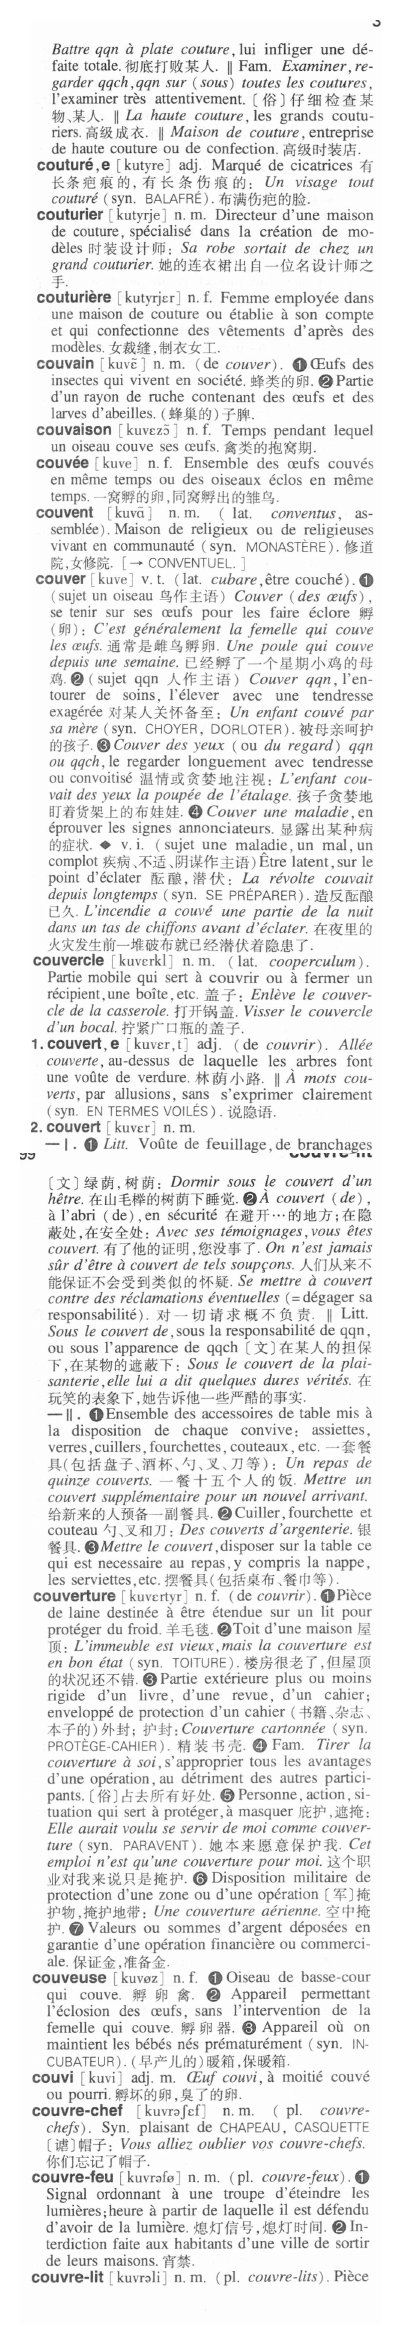 Battre qqn à plate couture, lui infliger une dé-
faite totale. 彻底打败某人. ‖ Fam. Examiner, re-
garder qqch, qqn sur (sous) toutes les coutures,
l'examiner très attentivement. 〔俗〕仔细检查某
物、某人. ‖ La haute couture, les grands coutu-
riers. 高级成衣. ‖ Maison de couture, entreprise
de haute couture ou de confection. 高级时装店.
couturé, e [kutyre] adj. Marqué de cicatrices 有
长条疤痕的, 有长条伤痕的: Un visage tout
couturé (syn. BALAFRÉ). 布满伤疤的脸.
couturier [kutyrje] n. m. Directeur d'une maison
de couture, spécialisé dans la création de mo-
dèles 时装设计师: Sa robe sortait de chez un
grand couturier. 她的连衣裙出自一位名设计师之
手.
couturière [kutyrjɛr] n. f. Femme employée dans
une maison de couture ou établie à son compte
et qui confectionne des vêtements d'après des
modèles. 女裁缝, 制衣女工.
couvain [kuvɛ̃] n. m. (de couver). ❶ Œufs des
insectes qui vivent en société. 蜂类的卵. ❷ Partie
d'un rayon de ruche contenant des œufs et des
larves d'abeilles. (蜂巢的)子脾.
couvaison [kuvɛzɔ̃] n. f. Temps pendant lequel
un oiseau couve ses œufs. 禽类的抱窝期.
couvée [kuve] n. f. Ensemble des œufs couvés
en même temps ou des oiseaux éclos en même
temps. 一窝孵的卵, 同窝孵出的雏鸟.
couvent [kuvɑ̃] n. m. ( lat. conventus, as-
semblée). Maison de religieux ou de religieuses
vivant en communauté (syn. MONASTÈRE). 修道
院, 女修院. [→ CONVENTUEL. ]
couver [kuve] v. t. (lat. cubare, être couché). ❶
(sujet un oiseau 鸟作主语) Couver (des œufs),
se tenir sur ses œufs pour les faire éclore 孵
(卵): C'est généralement la femelle qui couve
les œufs. 通常是雌鸟孵卵. Une poule qui couve
depuis une semaine. 已经孵了一个星期小鸡的母
鸡. ❷ (sujet qqn 人作主语) Couver qqn, l'en-
tourer de soins, l'élever avec une tendresse
exagérée 对某人关怀备至: Un enfant couvé par
sa mère (syn. CHOYER, DORLOTER). 被母亲呵护
的孩子. ❸ Couver des yeux (ou du regard) qqn
ou qqch, le regarder longuement avec tendresse
ou convoitisé 温情或贪婪地注视: L'enfant cou-
vait des yeux la poupée de l'étalage. 孩子贪婪地
盯着货架上的布娃娃. ❹ Couver une maladie, en
éprouver les signes annonciateurs. 显露出某种病
的症状. ◆ v. i. (sujet une maladie, un mal, un
complot 疾病、不适、阴谋作主语) Être latent, sur le
point d'éclater 酝酿, 潜伏: La révolte couvait
depuis longtemps (syn. SE PRÉPARER). 造反酝酿
已久. L'incendie a couvé une partie de la nuit
dans un tas de chiffons avant d'éclater. 在夜里的
火灾发生前一堆破布就已经潜伏着隐患了.
couvercle [kuvɛrkl] n. m. (lat. cooperculum).
Partie mobile qui sert à couvrir ou à fermer un
récipient, une boîte, etc. 盖子: Enlève le couver-
cle de la casserole. 打开锅盖. Visser le couvercle
d'un bocal. 拧紧广口瓶的盖子.
1. couvert, e [kuvɛr, t] adj. (de couvrir). Allée
couverte, au-dessus de laquelle les arbres font
une voûte de verdure. 林荫小路. ‖ À mots cou-
verts, par allusions, sans s'exprimer clairement
(syn. EN TERMES VOILÉS). 说隐语.
2. couvert [kuvɛr] n. m.
— I. ❶ Litt. Voûte de feuillage, de branchages
〔文〕绿荫, 树荫: Dormir sous le couvert d'un
hêtre. 在山毛榉的树荫下睡觉. ❷ À couvert (de),
à l'abri (de), en sécurité 在避开…的地方; 在隐
蔽处, 在安全处: Avec ses témoignages, vous êtes
couvert. 有了他的证明, 您没事了. On n'est jamais
sûr d'être à couvert de tels soupçons. 人们从来不
能保证不会受到类似的怀疑. Se mettre à couvert
contre des réclamations éventuelles (= dégager sa
responsabilité). 对一切请求概不负责. ‖ Litt.
Sous le couvert de, sous la responsabilité de qqn,
ou sous l'apparence de qqch 〔文〕在某人的担保
下, 在某物的遮蔽下: Sous le couvert de la plai-
santerie, elle lui a dit quelques dures vérités. 在
玩笑的表象下, 她告诉他一些严酷的事实.
— II. ❶ Ensemble des accessoires de table mis à
la disposition de chaque convive: assiettes,
verres, cuillers, fourchettes, couteaux, etc. 一套餐
具(包括盘子、酒杯、勺、叉、刀等): Un repas de
quinze couverts. 一餐十五个人的饭. Mettre un
couvert supplémentaire pour un nouvel arrivant.
给新来的人预备一副餐具. ❷ Cuiller, fourchette et
couteau 勺、叉和刀: Des couverts d'argenterie. 银
餐具. ❸ Mettre le couvert, disposer sur la table ce
qui est necessaire au repas, y compris la nappe,
les serviettes, etc. 摆餐具(包括桌布、餐巾等).
couverture [kuvɛrtyr] n. f. (de couvrir). ❶ Pièce
de laine destinée à être étendue sur un lit pour
protéger du froid. 羊毛毯. ❷ Toit d'une maison 屋
顶: L'immeuble est vieux, mais la couverture est
en bon état (syn. TOITURE). 楼房很老了, 但屋顶
的状况还不错. ❸ Partie extérieure plus ou moins
rigide d'un livre, d'une revue, d'un cahier;
enveloppé de protection d'un cahier (书籍、杂志、
本子的)外封; 护封: Couverture cartonnée (syn.
PROTÈGE-CAHIER). 精装书壳. ❹ Fam. Tirer la
couverture à soi, s'approprier tous les avantages
d'une opération, au détriment des autres partici-
pants. 〔俗〕占去所有好处. ❺ Personne, action, si-
tuation qui sert à protéger, à masquer 庇护, 遮掩:
Elle aurait voulu se servir de moi comme couver-
ture (syn. PARAVENT). 她本来愿意保护我. Cet
emploi n'est qu'une couverture pour moi. 这个职
业对我来说只是掩护. ❻ Disposition militaire de
protection d'une zone ou d'une opération 〔军〕掩
护物, 掩护地带: Une couverture aérienne. 空中掩
护. ❼ Valeurs ou sommes d'argent déposées en
garantie d'une opération financière ou commerci-
ale. 保证金, 准备金.
couveuse [kuvøz] n. f. ❶ Oiseau de basse-cour
qui couve. 孵卵禽. ❷ Appareil permettant
l'éclosion des œufs, sans l'intervention de la
femelle qui couve. 孵卵器. ❸ Appareil où on
maintient les bébés nés prématurément (syn. IN-
CUBATEUR). (早产儿的)暖箱, 保暖箱.
couvi [kuvi] adj. m. Œuf couvi, à moitié couvé
ou pourri. 孵坏的卵, 臭了的卵.
couvre-chef [kuvrəʃɛf] n. m. ( pl. couvre-
chefs). Syn. plaisant de CHAPEAU, CASQUETTE
〔谑〕帽子: Vous alliez oublier vos couvre-chefs.
你们忘记了帽子.
couvre-feu [kuvrəfø] n. m. (pl. couvre-feux). ❶
Signal ordonnant à une troupe d'éteindre les
lumières; heure à partir de laquelle il est défendu
d'avoir de la lumière. 熄灯信号, 熄灯时间. ❷ In-
terdiction faite aux habitants d'une ville de sortir
de leurs maisons. 宵禁.
couvre-lit [kuvrəli] n. m. (pl. couvre-lits). Pièce